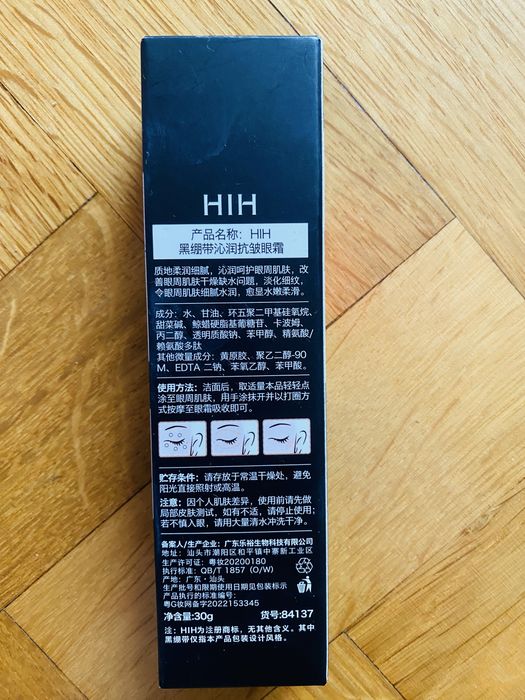 HIH
产品名称：HIH
黑绷带沁润抗皱眼霜
质地柔润细腻，沁润呵护眼周肌肤，改
善眼周肌肤干燥缺水问题，淡化细纹，
令眼周肌肤细腻水润，愈显水嫩柔滑。
成分：水、甘油、环五聚二甲基硅氧烷、
甜菜碱、鲸蜡硬脂基葡糖苷、卡波姆、
丙二醇、透明质酸钠、苯甲醇、精氨酸/
赖氨酸多肽
其他微量成分：黄原胶、聚乙二醇-90
M、EDTA 二钠、苯氧乙醇、苯甲酸。
使用方法：洁面后，取适量本品轻轻点
涂至眼周肌肤，用手涂抹开并以打圈方
式按摩至眼霜吸收即可。
贮存条件：请存放于常温干燥处，避免
阳光直接照射或高温。
注意：因个人肌肤差异，使用前请先做
局部皮肤测试，如有不适，请停止使用；
若不慎入眼，请用大量清水冲洗干净。
备案人/生产企业：广东乐裕生物科技有限公司
地址：汕头市潮阳区和平镇中寨新工业区
生产许可证：粤妆20200180
执行标准：QB/T 1857 (O/W)
产地：广东·汕头
生产批号和限期使用日期见包装标示
产品执行的标准编号：
粤G妆网备字2022153345
净含量:30g 货号:84137
注：HIH为注册商标，无其他含义。其中
黑绷带仅指本产品包装设计风格。